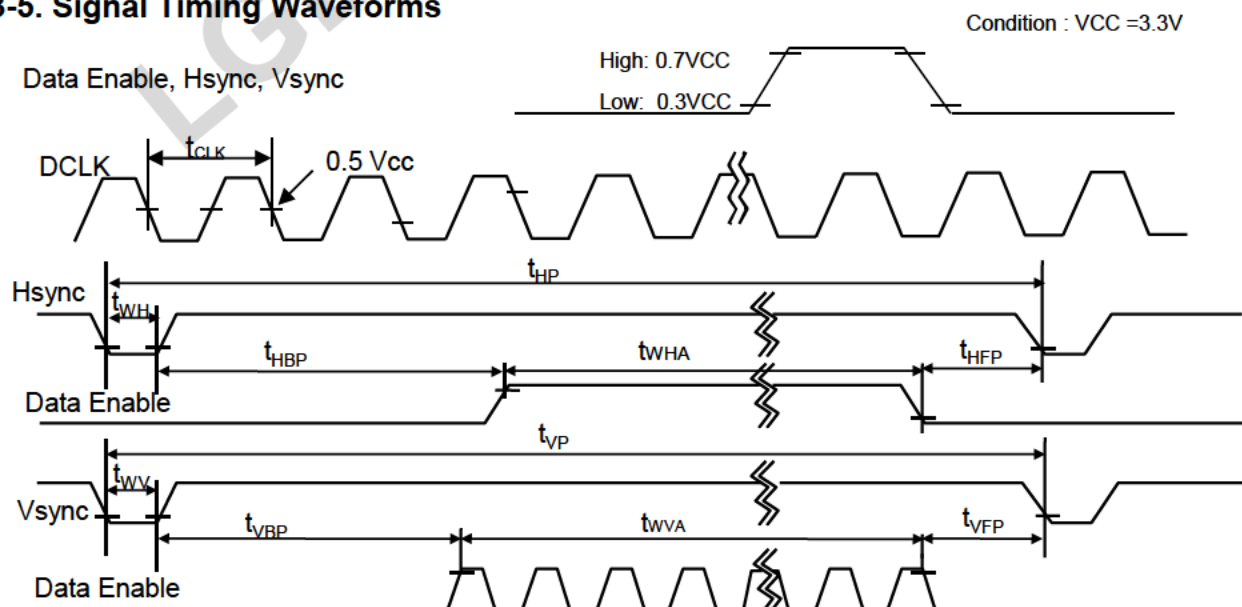 3-5. Signal Timing Waveforms
Condition : VCC =3.3V
High: 0.7VCC
Data Enable, Hsync, Vsync
Low: 0.3VCC
tCLK
DCLK
0.5 Vcc
tHP
Hsync
tWH
tHBP
tWHA
tHFP
Data Enable
tVP
tWV
Vsync
tVBP
tWVA
tVFP
Data Enable